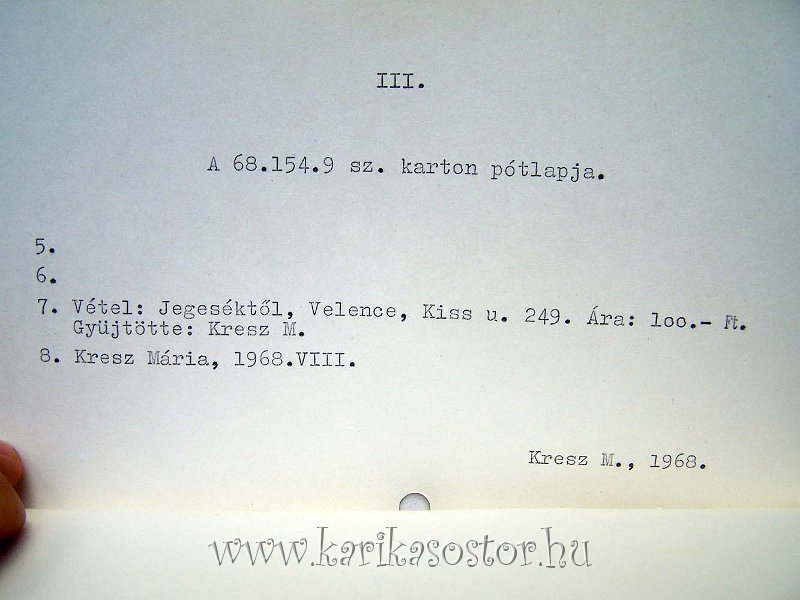 III.
A 68.154.9 sz. karton pótlapja.
5.
6.
7. Vétel: Jegeséktől, Velence, Kiss u. 249. Ára: loo.- Ft.
Gyüjtötte: Kresz M.
8. Kresz Mária, 1968.VIII.
Kresz M., 1968.
www.karikasostor.hu